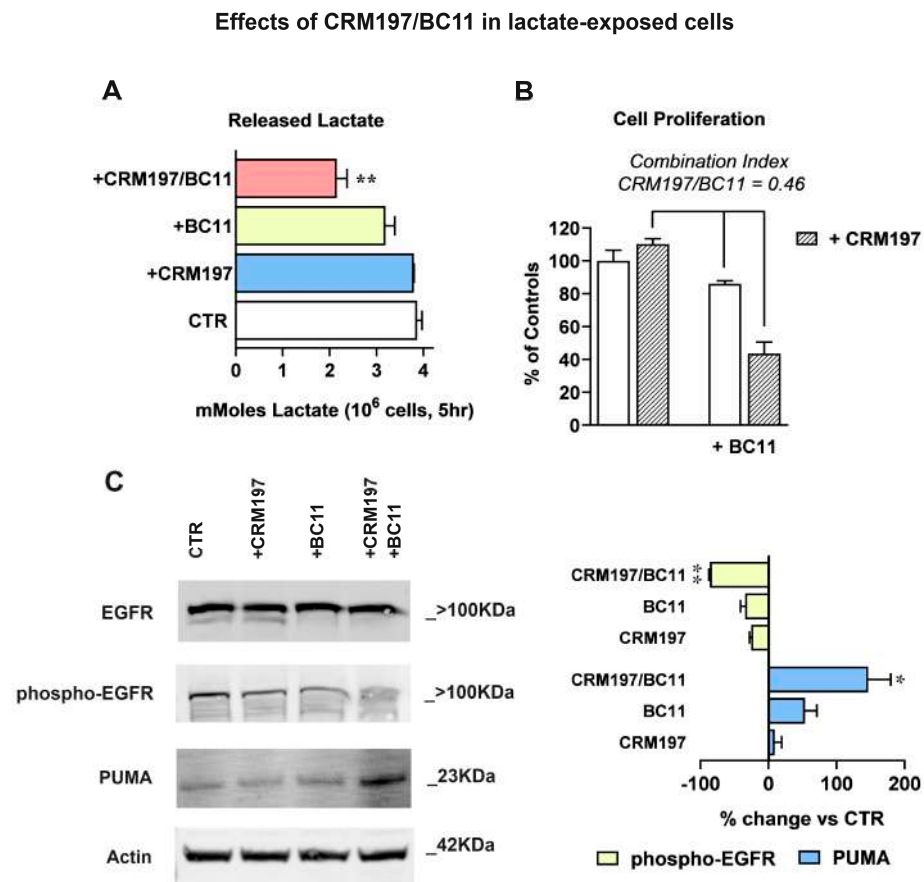 Effects of CRM197/BC11 in lactate-exposed cells
A
Released Lactate
+CRM197/BC11
**
+BC11
+CRM197
CTR
0 1 2 3 4
mMoles Lactate (10⁶ cells, 5hr)
B
Cell Proliferation
Combination Index
CRM197/BC11 = 0.46
+ CRM197
% of Controls
120
100
80
60
40
20
0
+ BC11
C
CTR
+CRM197
+BC11
+CRM197
+BC11
EGFR
_>100KDa
phospho-EGFR
_>100KDa
PUMA
_23KDa
Actin
_42KDa
CRM197/BC11
**
BC11
CRM197
CRM197/BC11
*
BC11
CRM197
-100 0 100 200
% change vs CTR
phospho-EGFR PUMA